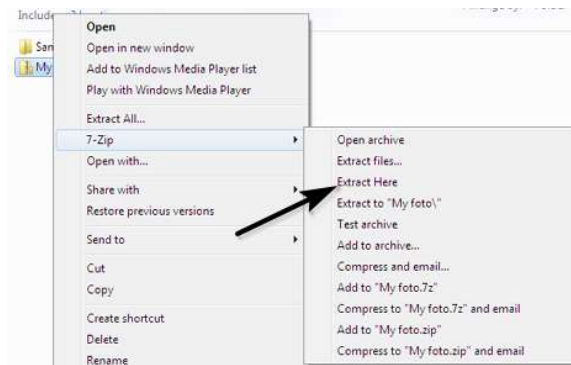 Include
San
My
Open
Open in new window
Add to Windows Media Player list
Play with Windows Media Player
Extract All...
7-Zip
Open with...
Share with
Restore previous versions
Send to
Cut
Copy
Create shortcut
Delete
Rename
Open archive
Extract files...
Extract Here
Extract to "My foto\"
Test archive
Add to archive...
Compress and email...
Add to "My foto.7z"
Compress to "My foto.7z" and email
Add to "My foto.zip"
Compress to "My foto.zip" and email